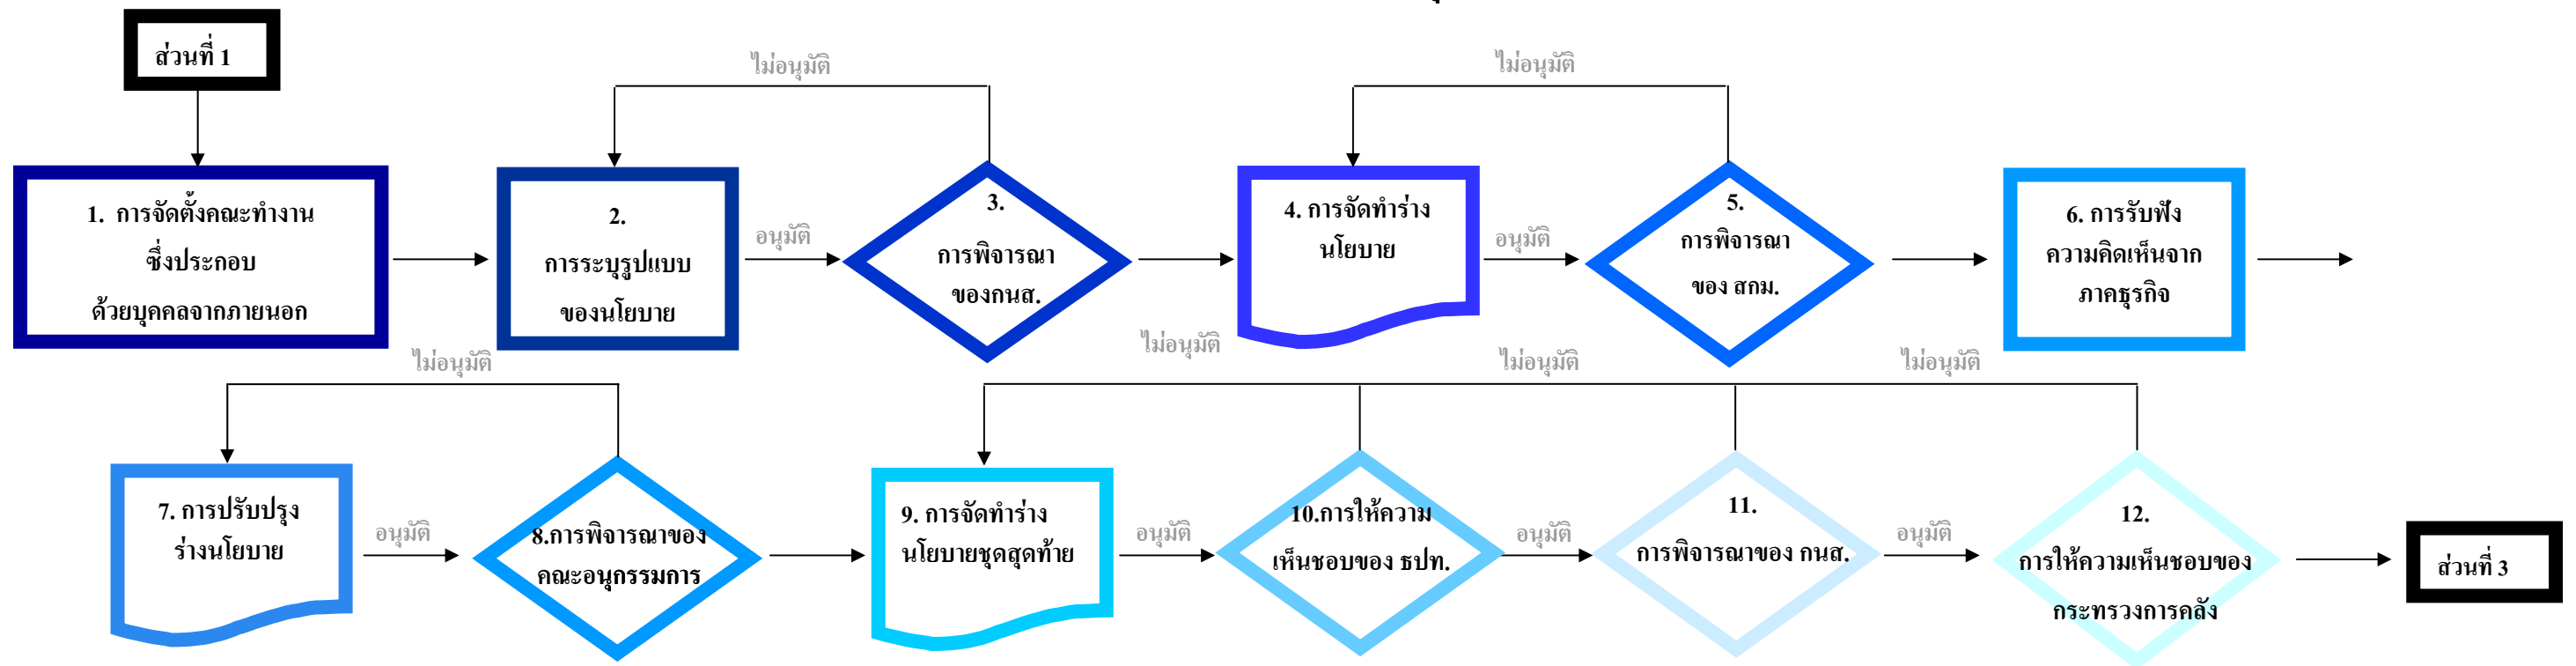 ส่วนที่ 1
ไม่อนุมัติ
ไม่อนุมัติ
1. การจัดตั้งคณะทำงาน
ซึ่งประกอบ
ด้วยบุคคลจากภายนอก
2.
การระบุรูปแบบ
ของนโยบาย
อนุมัติ
3.
การพิจารณา
ของกนส.
4. การจัดทำร่าง
นโยบาย
อนุมัติ
5.
การพิจารณา
ของ สกม.
6. การรับฟัง
ความคิดเห็นจาก
ภาคธุรกิจ
ไม่อนุมัติ
ไม่อนุมัติ
ไม่อนุมัติ
ไม่อนุมัติ
7. การปรับปรุง
ร่างนโยบาย
อนุมัติ
8.การพิจารณาของ
คณะอนุกรรมการ
9. การจัดทำร่าง
นโยบายชุดสุดท้าย
อนุมัติ
10.การให้ความ
เห็นชอบของ ธปท.
อนุมัติ
11.
การพิจารณาของ กนส.
อนุมัติ
12.
การให้ความเห็นชอบของ
กระทรวงการคลัง
ส่วนที่ 3